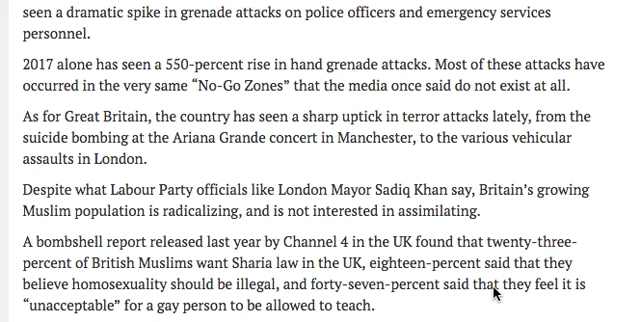 seen a dramatic spike in grenade attacks on police officers and emergency services
personnel.
2017 alone has seen a 550-percent rise in hand grenade attacks. Most of these attacks have
occurred in the very same “No-Go Zones” that the media once said do not exist at all.
As for Great Britain, the country has seen a sharp uptick in terror attacks lately, from the
suicide bombing at the Ariana Grande concert in Manchester, to the various vehicular
assaults in London.
Despite what Labour Party officials like London Mayor Sadiq Khan say, Britain’s growing
Muslim population is radicalizing, and is not interested in assimilating.
A bombshell report released last year by Channel 4 in the UK found that twenty-three-
percent of British Muslims want Sharia law in the UK, eighteen-percent said that they
believe homosexuality should be illegal, and forty-seven-percent said that they feel it is
“unacceptable” for a gay person to be allowed to teach.